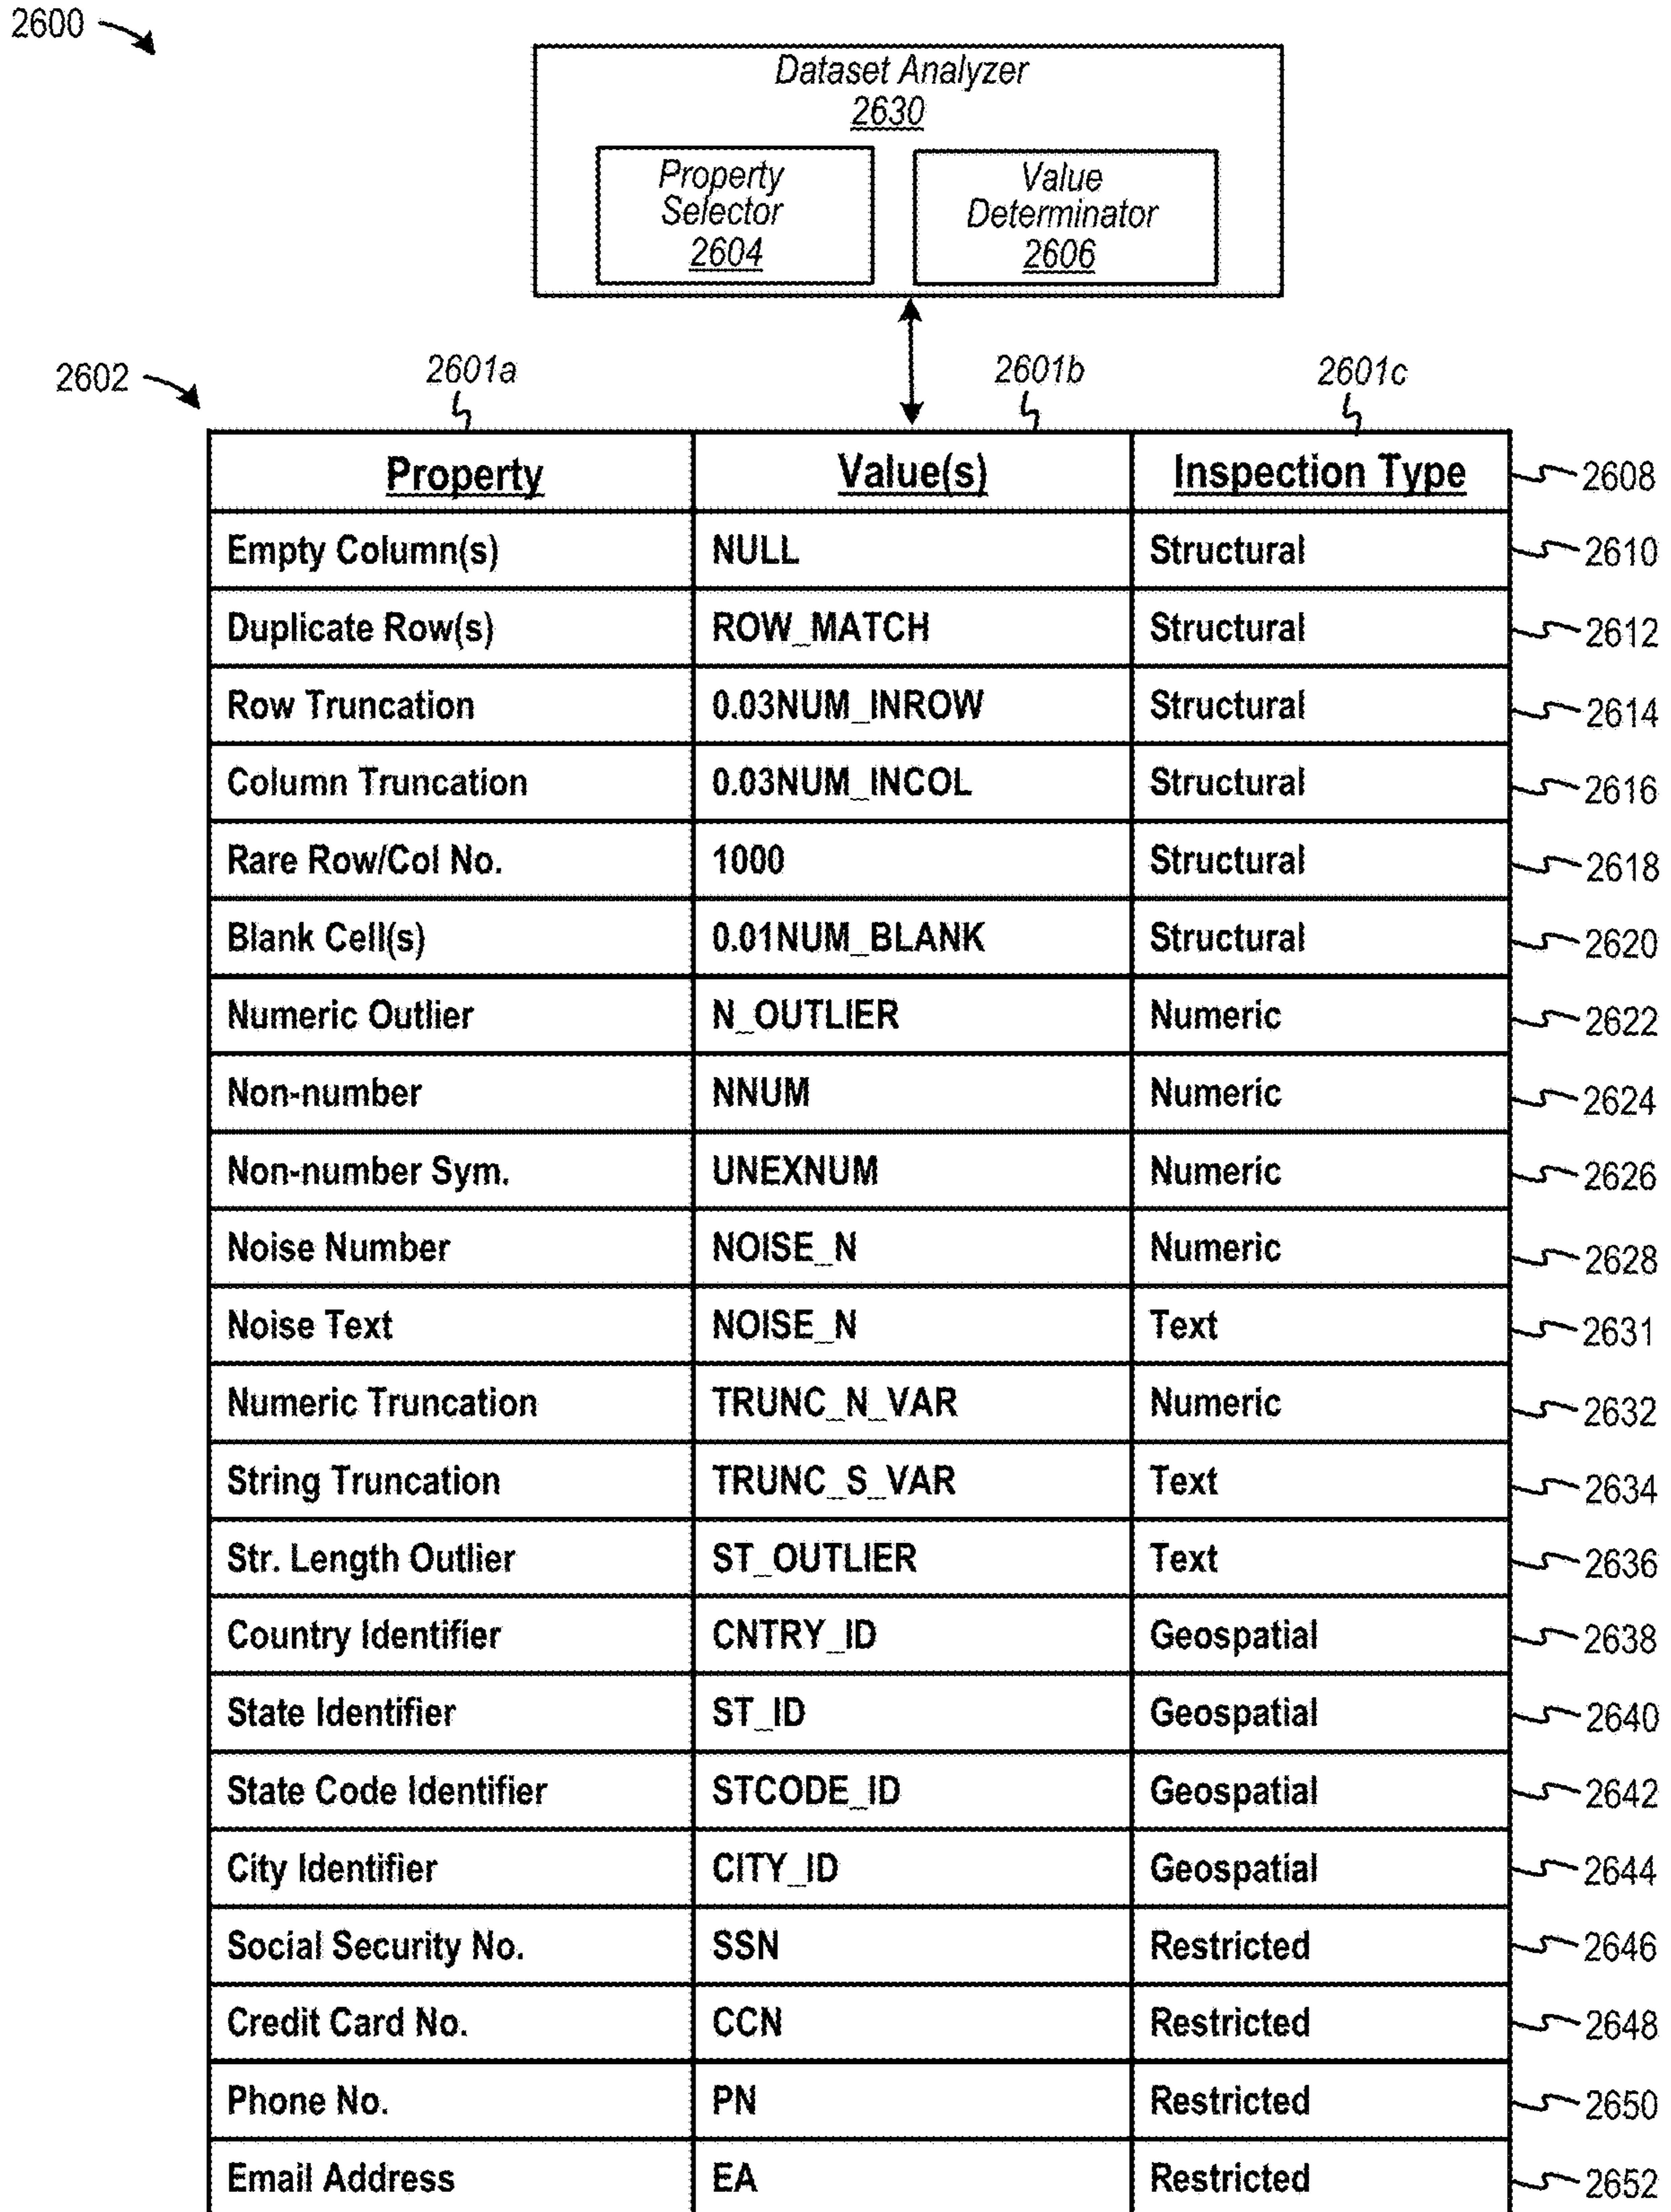 2600
Dataset Analyzer
2630
Property
Selector
2604
Value
Determinator
2606
2602
2601a
2601b
2601c
Property Value(s) Inspection Type 2608
Empty Column(s) NULL Structural 2610
Duplicate Row(s) ROW_MATCH Structural 2612
Row Truncation 0.03NUM_INROW Structural 2614
Column Truncation 0.03NUM_INCOL Structural 2616
Rare Row/Col No. 1000 Structural 2618
Blank Cell(s) 0.01NUM_BLANK Structural 2620
Numeric Outlier N_OUTLIER Numeric 2622
Non-number NNUM Numeric 2624
Non-number Sym. UNEXNUM Numeric 2626
Noise Number NOISE_N Numeric 2628
Noise Text NOISE_N Text 2631
Numeric Truncation TRUNC_N_VAR Numeric 2632
String Truncation TRUNC_S_VAR Text 2634
Str. Length Outlier ST_OUTLIER Text 2636
Country Identifier CNTRY_ID Geospatial 2638
State Identifier ST_ID Geospatial 2640
State Code Identifier STCODE_ID Geospatial 2642
City Identifier CITY_ID Geospatial 2644
Social Security No. SSN Restricted 2646
Credit Card No. CCN Restricted 2648
Phone No. PN Restricted 2650
Email Address EA Restricted 2652